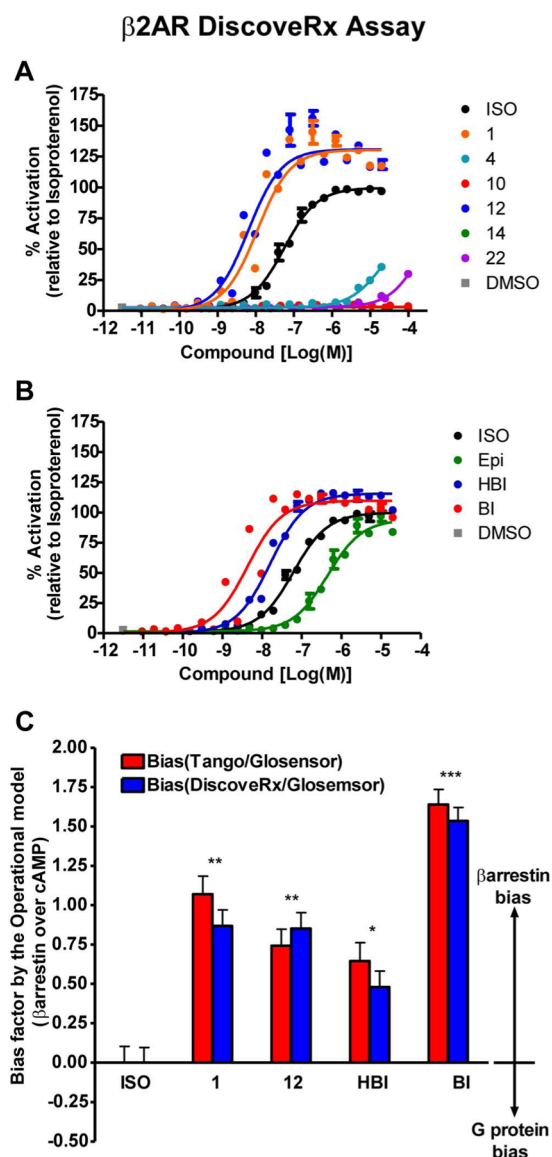 β2AR DiscoveRx Assay
A
% Activation
(relative to Isoproterenol)
175
150
125
100
75
50
25
0
-12 -11 -10 -9 -8 -7 -6 -5 -4
Compound [Log(M)]
ISO
1
4
10
12
14
22
DMSO
B
% Activation
(relative to Isoproterenol)
175
150
125
100
75
50
25
0
-12 -11 -10 -9 -8 -7 -6 -5 -4
Compound [Log(M)]
ISO
Epi
HBI
BI
DMSO
C
Bias factor by the Operational model
(βarrestin over cAMP)
2.00
1.75
1.50
1.25
1.00
0.75
0.50
0.25
0.00
-0.25
-0.50
Bias(Tango/Glosensor)
Bias(DiscoveRx/Glosemsor)
** ** * ***
ISO 1 12 HBI BI
βarrestin
bias
G protein
bias